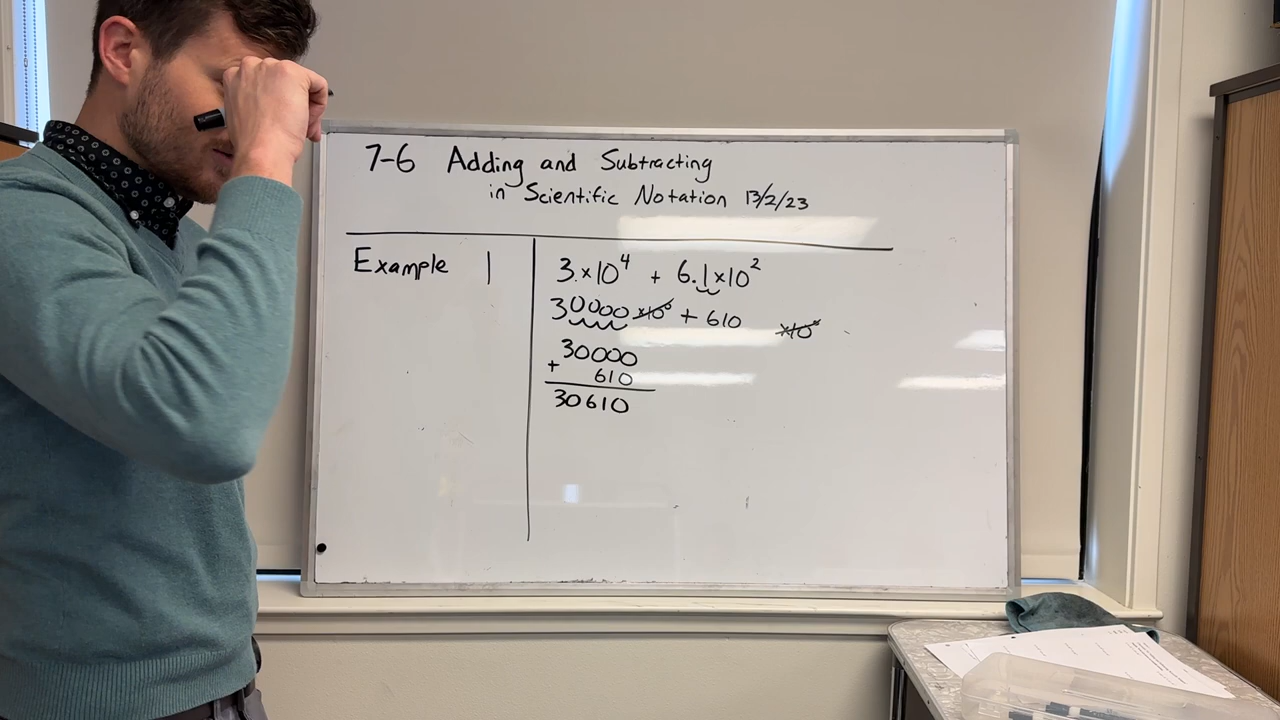 7-6 Adding and Subtracting
in Scientific Notation 13/2/23
Example 1
3.×10⁴ + 6.1×10²
30000 ×10⁰ + 610 ×10⁰
30000
+ 610
30610